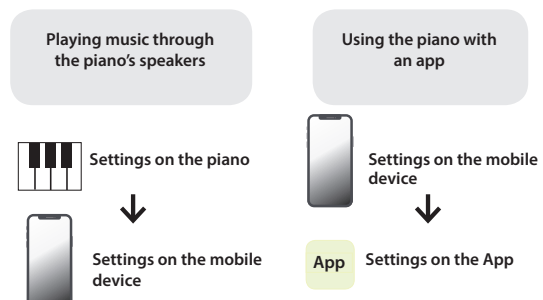 Playing music through
the piano's speakers
Using the piano with
an app
Settings on the piano
Settings on the mobile
device
Settings on the mobile
device
App
Settings on the App